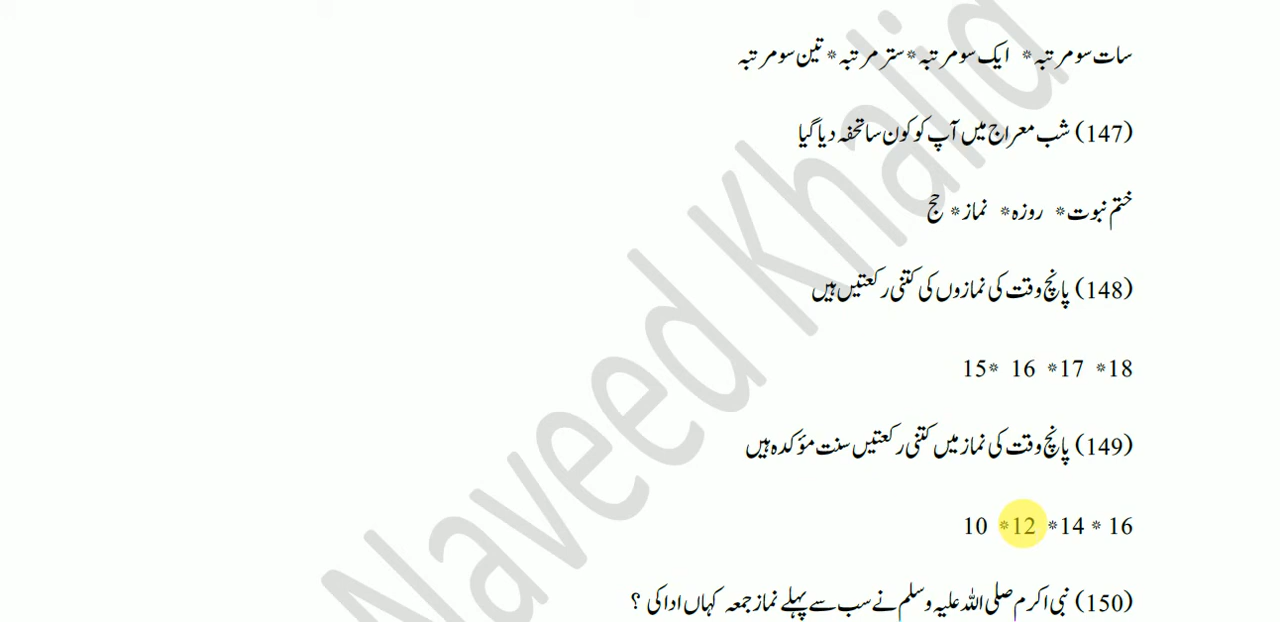 سات سو مرتبہ * ایک سو مرتبہ * ستر مرتبہ * تین سو مرتبہ
(147) شب معراج میں آپ کو کون سا تحفہ دیا گیا
ختم نبوت * روزہ * نماز * حج
(148) پانچ وقت کی نمازوں کی کتنی رکعتیں ہیں
15* 16 *17 *18
(149) پانچ وقت کی نماز میں کتنی رکعتیں سنت مؤکدہ ہیں
10 *12 *14 * 16
(150) نبی اکرم صلی اللہ علیہ وسلم نے سب سے پہلے نماز جمعہ کہاں ادا کی ؟
Naveed Khalid